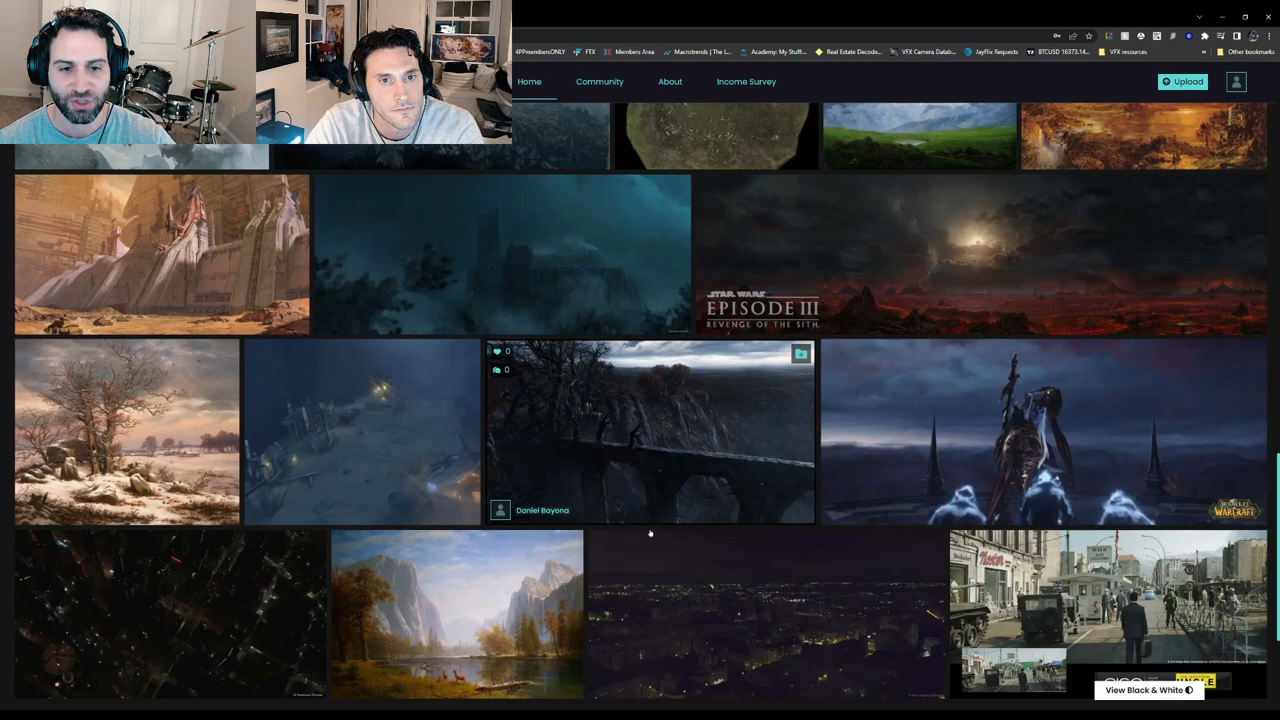 4PPmembersONLY
FTX
Members Area
Macrotrends | The L...
Academy: My Stuff...
Real Estate Decode...
VFX Camera Datab...
JayFlix Requests
BTCUSD 16373.14...
VFX resources
»
Other bookmarks
Home
Community
About
Income Survey
Upload
STAR WARS
EPISODE III
REVENGE OF THE SITH
0
0
Daniel Bayona
WORLD
WARCRAFT
View Black & White